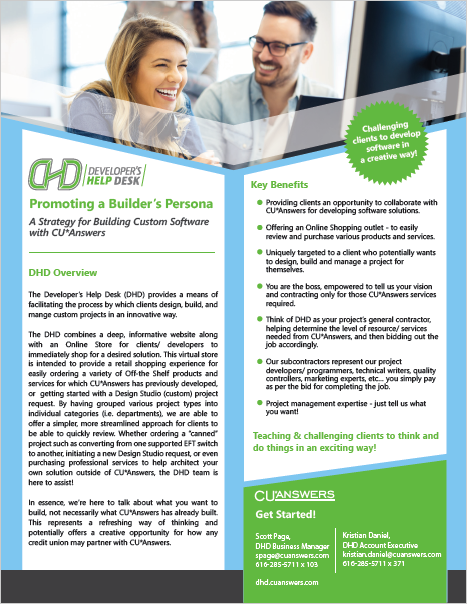 Challenging
clients to develop
software in
a creative way!
DHD DEVELOPER'S
HELP DESK
Promoting a Builder's Persona
A Strategy for Building Custom Software
with CU*Answers
DHD Overview
The Developer's Help Desk (DHD) provides a means of
facilitating the process by which clients design, build, and
mange custom projects in an innovative way.
The DHD combines a deep, informative website along
with an Online Store for clients/ developers to
immediately shop for a desired solution. This virtual store
is intended to provide a retail shopping experience for
easily ordering a variety of Off-the Shelf products and
services for which CU*Answers has previously developed,
or getting started with a Design Studio (custom) project
request. By having grouped various project types into
individual categories (i.e. departments), we are able to
offer a simpler, more streamlined approach for clients to
be able to quickly review. Whether ordering a "canned"
project such as converting from one supported EFT switch
to another, initiating a new Design Studio request, or even
purchasing professional services to help architect your
own solution outside of CU*Answers, the DHD team is
here to assist!
In essence, we're here to talk about what you want to
build, not necessarily what CU*Answers has already built.
This represents a refreshing way of thinking and
potentially offers a creative opportunity for how any
credit union may partner with CU*Answers.
Key Benefits
Providing clients an opportunity to collaborate with
CU*Answers for developing software solutions.
Offering an Online Shopping outlet - to easily
review and purchase various products and services.
Uniquely targeted to a client who potentially wants
to design, build and manage a project for
themselves.
You are the boss, empowered to tell us your vision
and contracting only for those CU*Answers services
required.
Think of DHD as your project's general contractor,
helping determine the level of resource/ services
needed from CU*Answers, and then bidding out the
job accordingly.
Our subcontractors represent our project
developers/ programmers, technical writers, quality
controllers, marketing experts, etc... you simply pay
as per the bid for completing the job.
Project management expertise - just tell us what
you want!
Teaching & challenging clients to think and
do things in an exciting way!
CU*ANSWERS
Get Started!
Scott Page,
DHD Business Manager
spage@cuanswers.com
616-285-5711 x 103
Kristian Daniel,
DHD Account Executive
kristian.daniel@cuanswers.com
616-285-5711 x 371
dhd.cuanswers.com